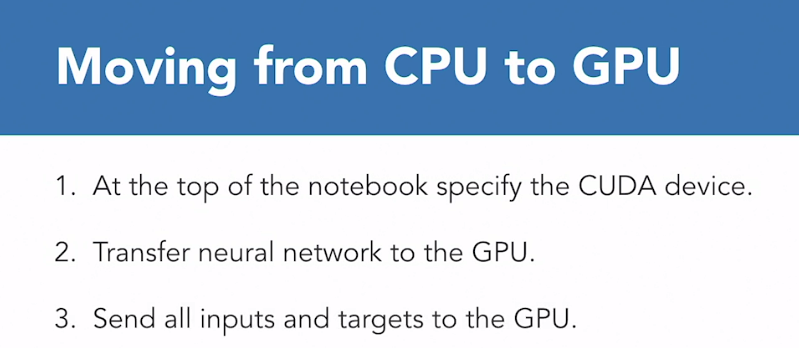 Moving from CPU to GPU
1. At the top of the notebook specify the CUDA device.
2. Transfer neural network to the GPU.
3. Send all inputs and targets to the GPU.